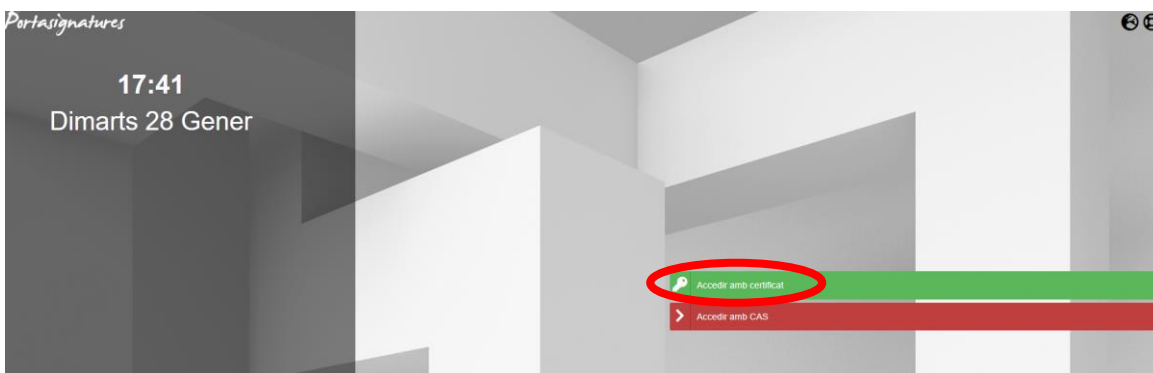 Portasignatures
17:41
Dimarts 28 Gener
Accedir amb certificat
Accedir amb CAS